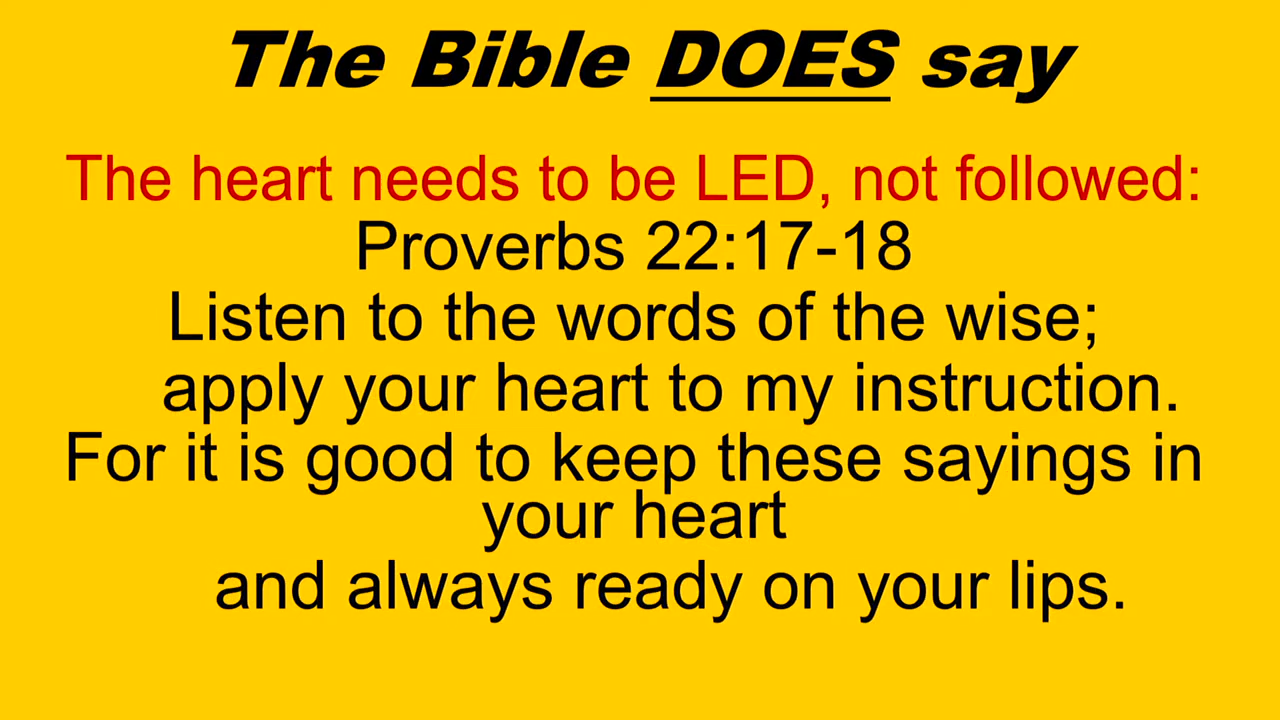 The Bible DOES say
The heart needs to be LED, not followed:
Proverbs 22:17-18
Listen to the words of the wise;
apply your heart to my instruction.
For it is good to keep these sayings in
your heart
and always ready on your lips.